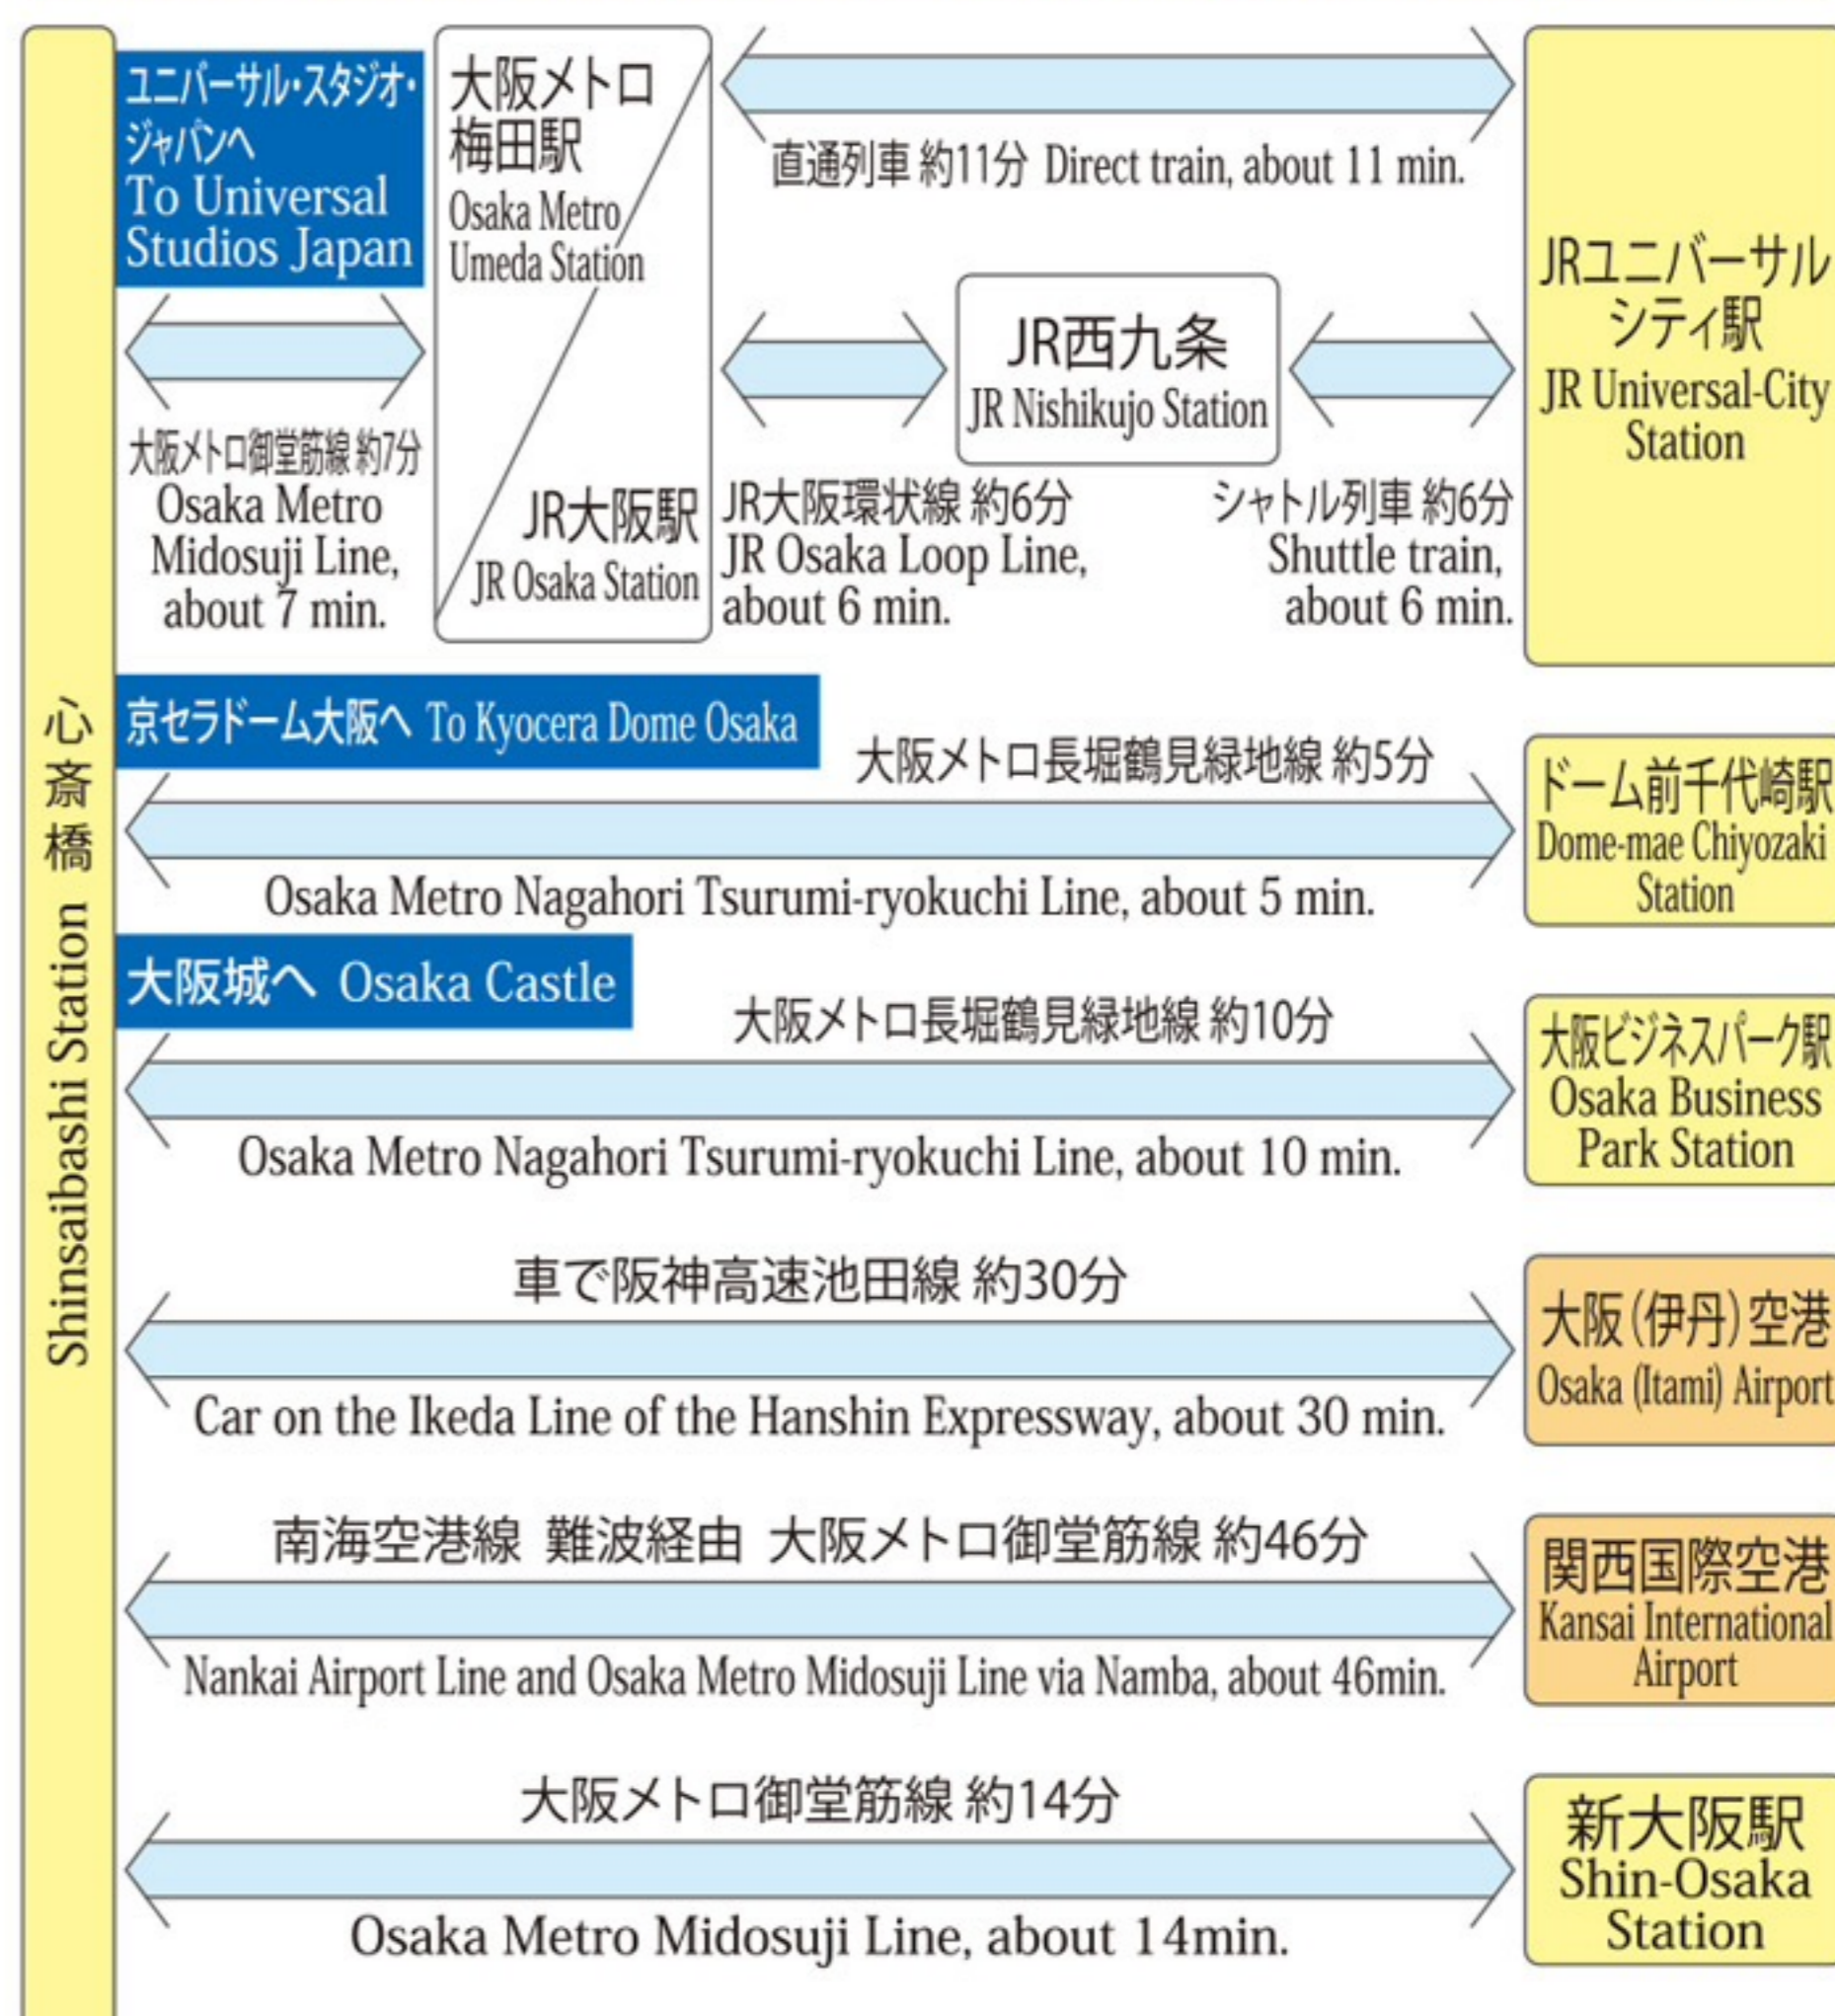 心斎橋 Shinsaibashi Station
ユニバーサル・スタジオ・
ジャパンへ
To Universal
Studios Japan
大阪メトロ御堂筋線 約7分
Osaka Metro
Midosuji Line,
about 7 min.
大阪メトロ
梅田駅
Osaka Metro
Umeda Station
JR大阪駅
JR Osaka Station
直通列車 約11分 Direct train, about 11 min.
JR大阪環状線 約6分
JR Osaka Loop Line,
about 6 min.
JR西九条
JR Nishikujo Station
シャトル列車 約6分
Shuttle train,
about 6 min.
JRユニバーサル
シティ駅
JR Universal-City
Station
京セラドーム大阪へ To Kyocera Dome Osaka
大阪メトロ長堀鶴見緑地線 約5分
Osaka Metro Nagahori Tsurumi-ryokuchi Line, about 5 min.
ドーム前千代崎駅
Dome-mae Chiyozaki
Station
大阪城へ Osaka Castle
大阪メトロ長堀鶴見緑地線 約10分
Osaka Metro Nagahori Tsurumi-ryokuchi Line, about 10 min.
大阪ビジネスパーク駅
Osaka Business
Park Station
車で阪神高速池田線 約30分
Car on the Ikeda Line of the Hanshin Expressway, about 30 min.
大阪(伊丹)空港
Osaka (Itami) Airport
南海空港線 難波経由 大阪メトロ御堂筋線 約46分
Nankai Airport Line and Osaka Metro Midosuji Line via Namba, about 46min.
関西国際空港
Kansai International
Airport
大阪メトロ御堂筋線 約14分
Osaka Metro Midosuji Line, about 14min.
新大阪駅
Shin-Osaka
Station